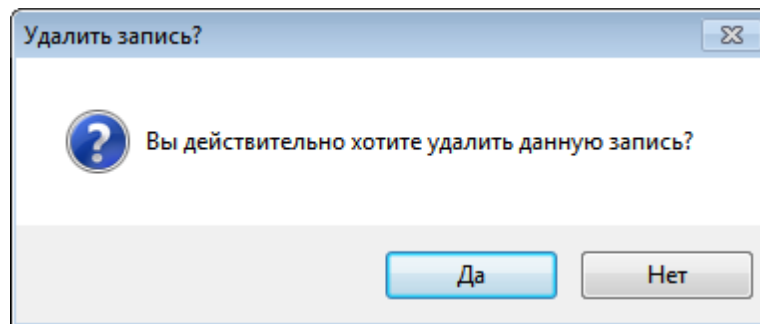 Удалить запись?
Вы действительно хотите удалить данную запись?
Да
Нет